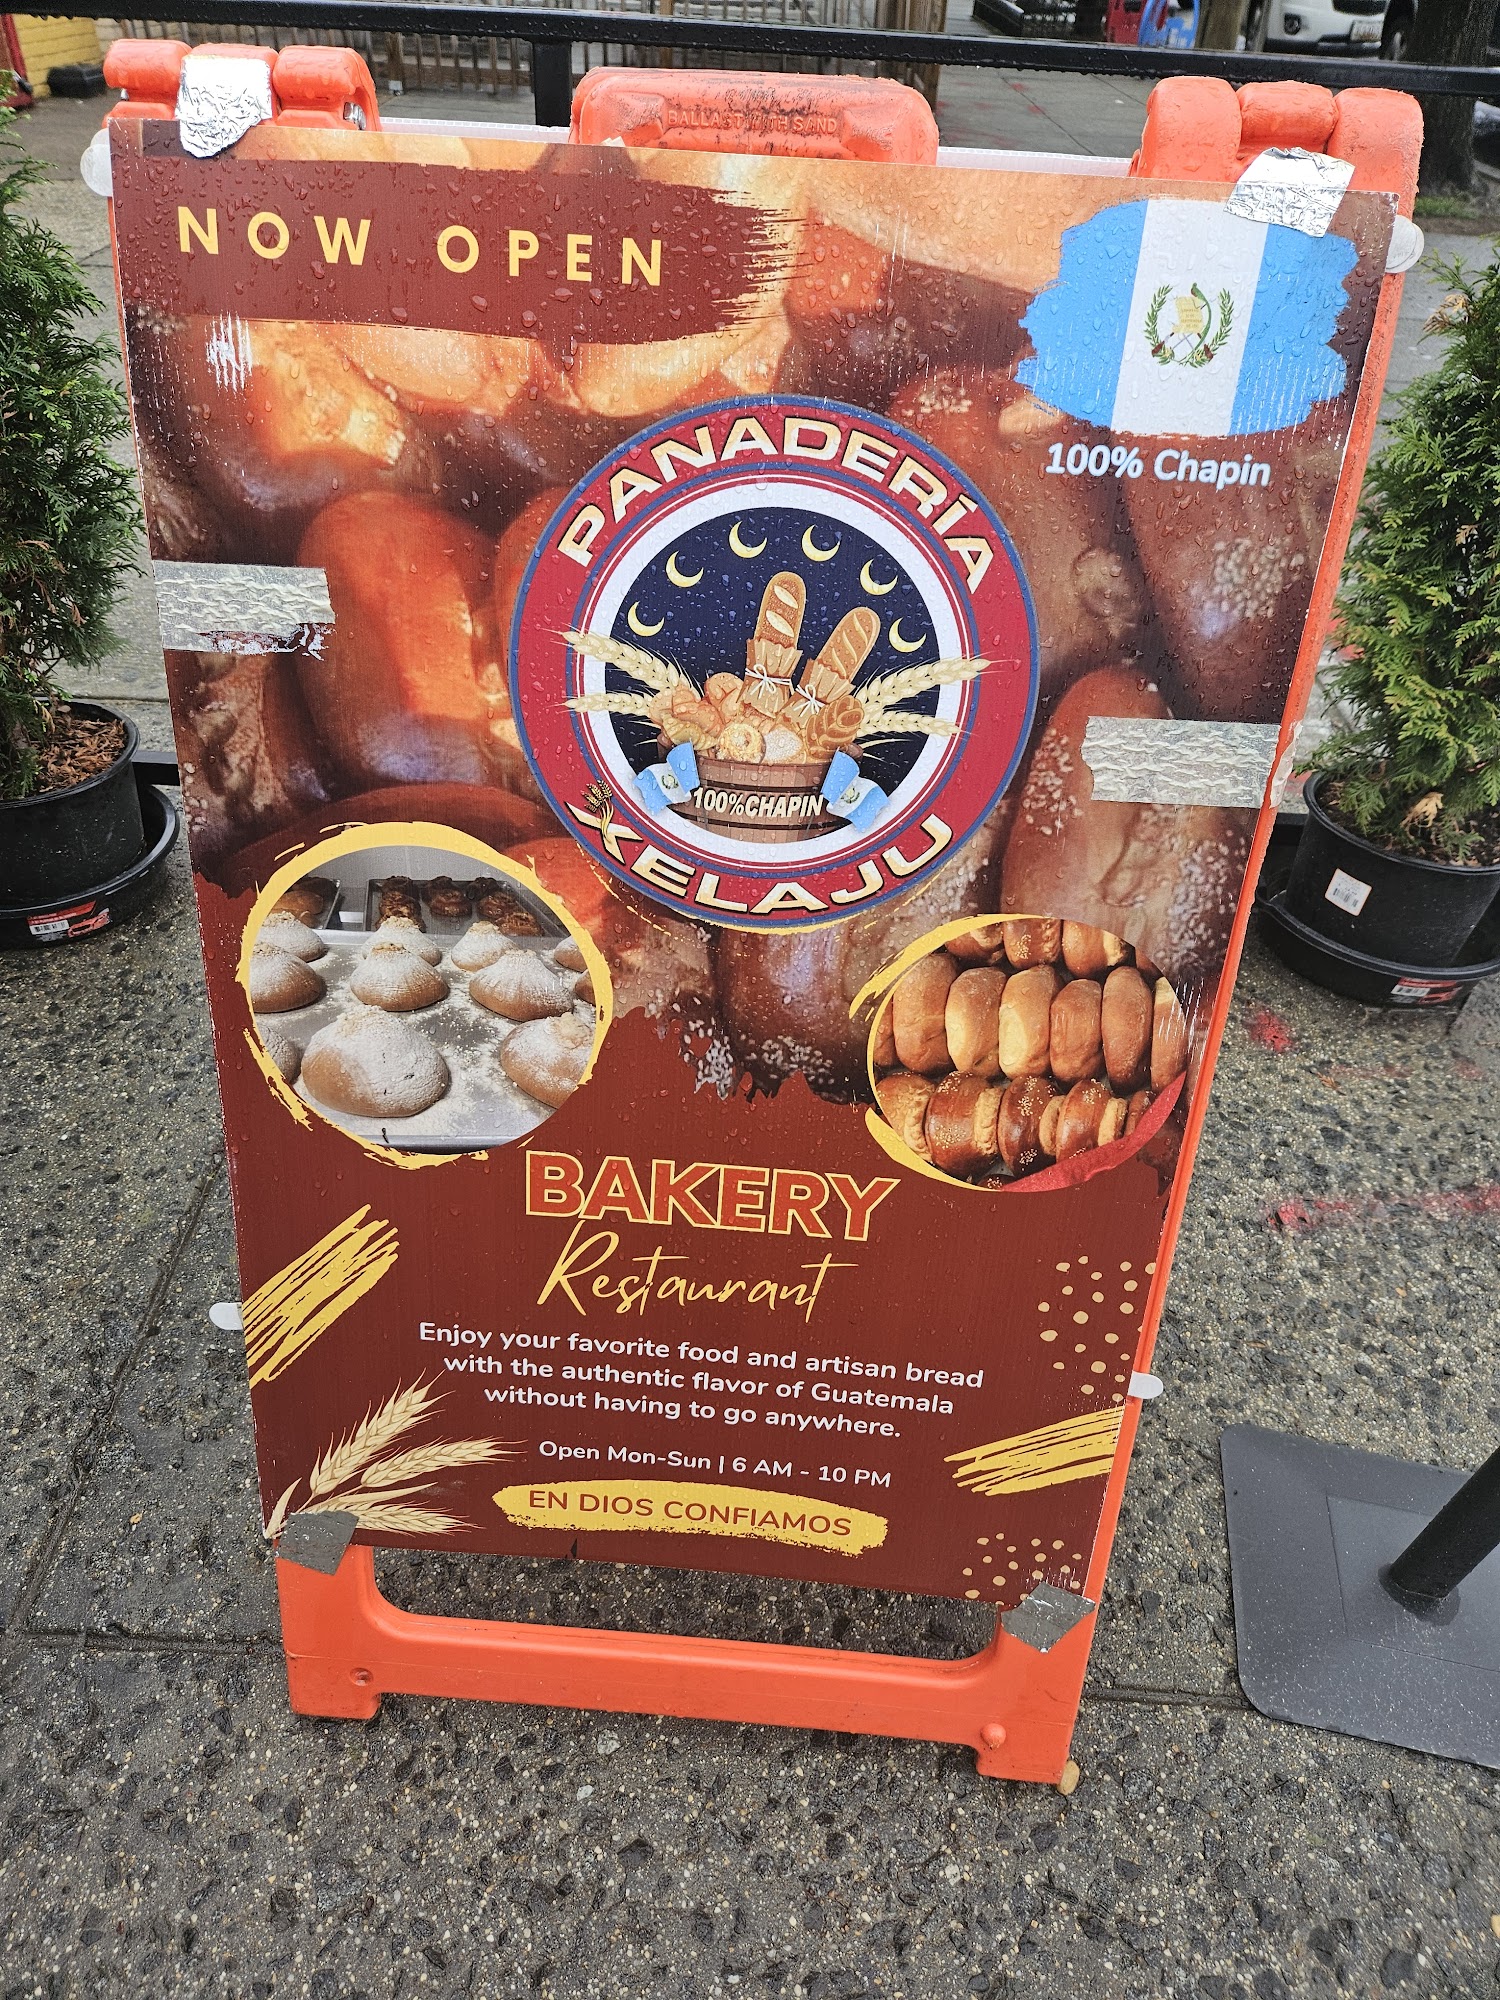 BALLAST WITH SAND
NOW OPEN
100% Chapin
PANADERÍA
100%CHAPIN
XELAJU
BAKERY
Restaurant
Enjoy your favorite food and artisan bread
with the authentic flavor of Guatemala
without having to go anywhere.
Open Mon-Sun | 6 AM - 10 PM
EN DIOS CONFIAMOS